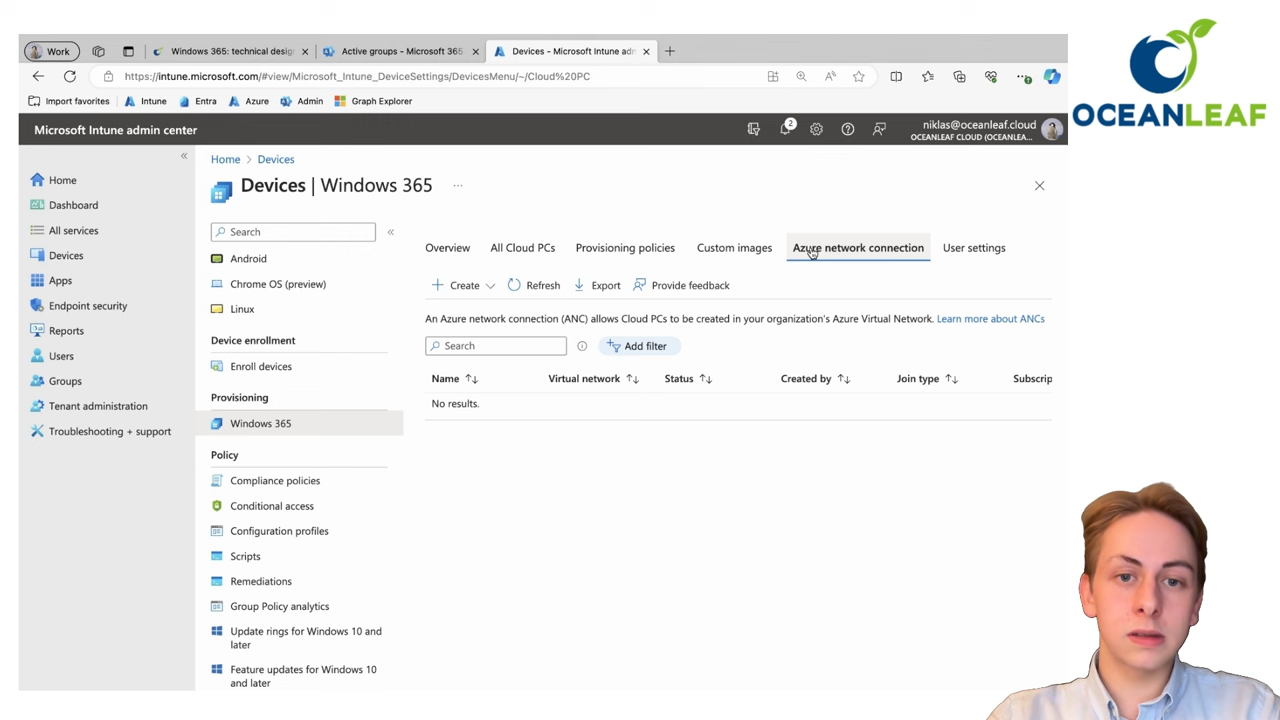 Work
Windows 365: technical desig
Active groups - Microsoft 365
Devices - Microsoft Intune adn
https://intune.microsoft.com/#view/Microsoft_Intune_DeviceSettings/DevicesMenu/~/Cloud%20PC
Import favorites
Intune
Entra
Azure
Admin
Graph Explorer
Microsoft Intune admin center
2
niklas@oceanleaf.cloud
OCEANLEAF CLOUD (OCEANLEA...
OCEANLEAF
Home
Dashboard
All services
Devices
Apps
Endpoint security
Reports
Users
Groups
Tenant administration
Troubleshooting + support
Home > Devices
Devices | Windows 365
Search
Android
Chrome OS (preview)
Linux
Device enrollment
Enroll devices
Provisioning
Windows 365
Policy
Compliance policies
Conditional access
Configuration profiles
Scripts
Remediations
Group Policy analytics
Update rings for Windows 10 and
later
Feature updates for Windows 10
and later
Overview
All Cloud PCs
Provisioning policies
Custom images
Azure network connection
User settings
Create
Refresh
Export
Provide feedback
An Azure network connection (ANC) allows Cloud PCs to be created in your organization's Azure Virtual Network. Learn more about ANCs
Search
Add filter
Name
Virtual network
Status
Created by
Join type
Subscrip
No results.